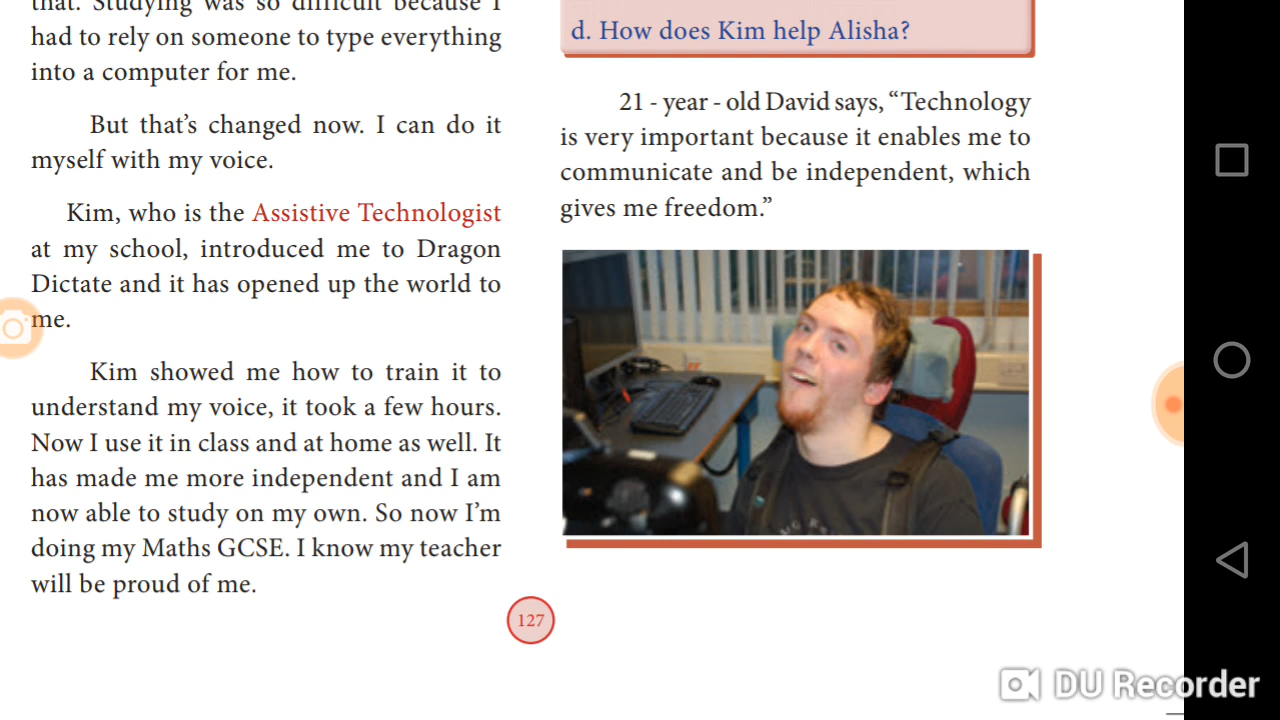 that. Studying was so difficult because I
had to rely on someone to type everything
into a computer for me.
But that’s changed now. I can do it
myself with my voice.
Kim, who is the Assistive Technologist
at my school, introduced me to Dragon
Dictate and it has opened up the world to
me.
Kim showed me how to train it to
understand my voice, it took a few hours.
Now I use it in class and at home as well. It
has made me more independent and I am
now able to study on my own. So now I’m
doing my Maths GCSE. I know my teacher
will be proud of me.
d. How does Kim help Alisha?
21 - year - old David says, “Technology
is very important because it enables me to
communicate and be independent, which
gives me freedom.”
127
DU Recorder